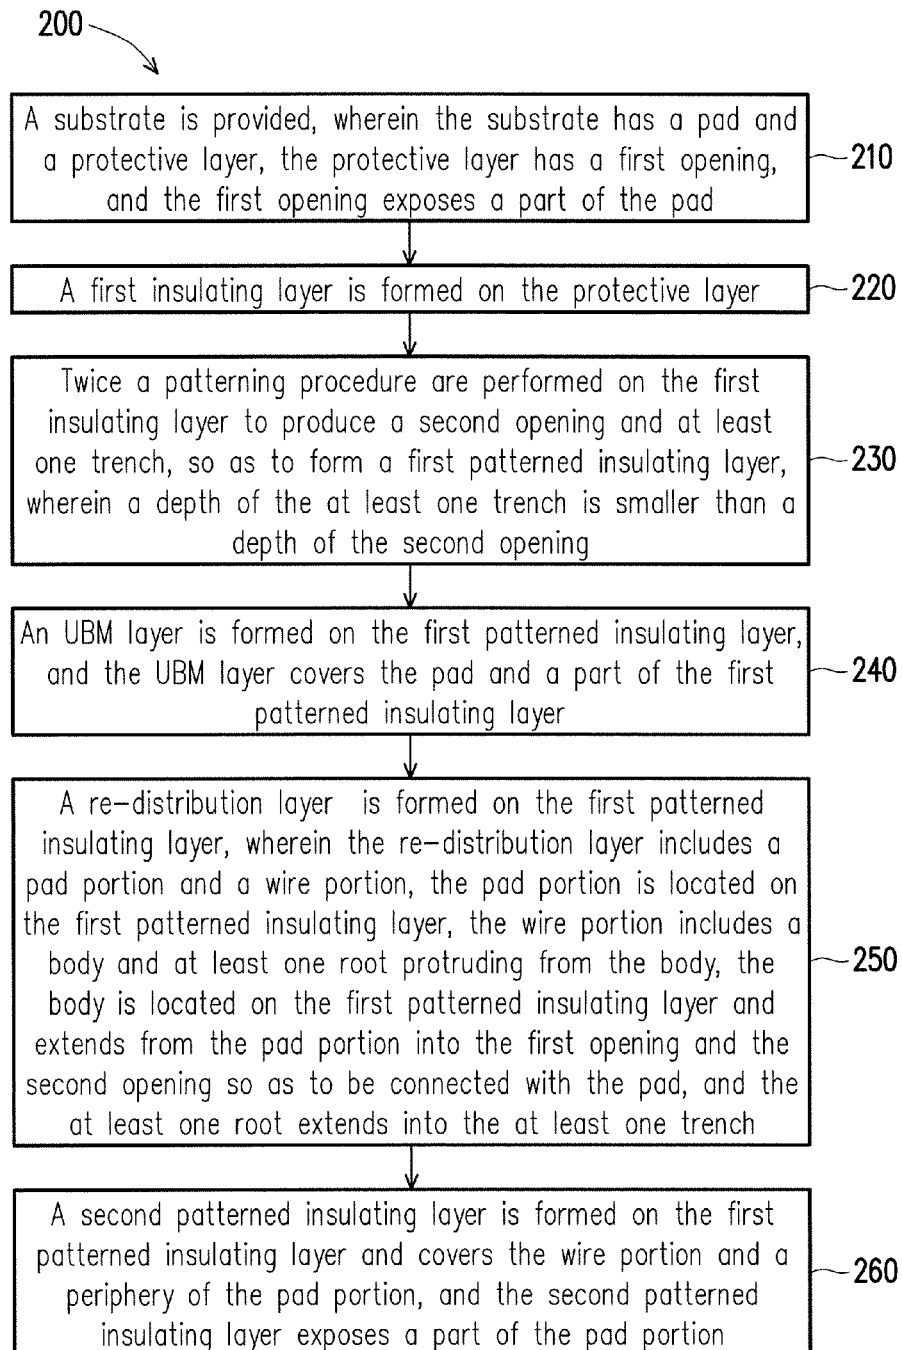 200
A substrate is provided, wherein the substrate has a pad and
a protective layer, the protective layer has a first opening,
and the first opening exposes a part of the pad
210
A first insulating layer is formed on the protective layer
220
Twice a patterning procedure are performed on the first
insulating layer to produce a second opening and at least
one trench, so as to form a first patterned insulating layer,
wherein a depth of the at least one trench is smaller than a
depth of the second opening
230
An UBM layer is formed on the first patterned insulating layer,
and the UBM layer covers the pad and a part of the first
patterned insulating layer
240
A re-distribution layer is formed on the first patterned
insulating layer, wherein the re-distribution layer includes a
pad portion and a wire portion, the pad portion is located on
the first patterned insulating layer, the wire portion includes a
body and at least one root protruding from the body, the
body is located on the first patterned insulating layer and
extends from the pad portion into the first opening and the
second opening so as to be connected with the pad, and the
at least one root extends into the at least one trench
250
A second patterned insulating layer is formed on the first
patterned insulating layer and covers the wire portion and a
periphery of the pad portion, and the second patterned
insulating layer exposes a part of the pad portion
260